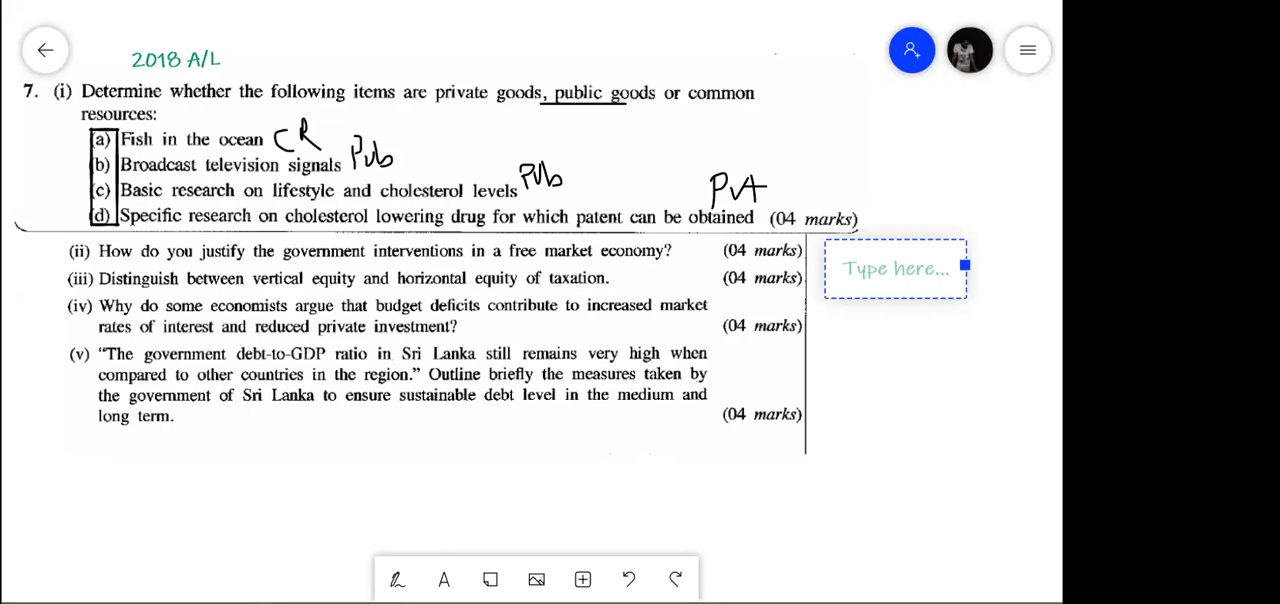 2018 A/L
7. (i) Determine whether the following items are private goods, public goods or common
resources:
(a) Fish in the ocean CR
(b) Broadcast television signals Pub
(c) Basic research on lifestyle and cholesterol levels Pub
(d) Specific research on cholesterol lowering drug for which patent can be obtained (04 marks) Pvt
(ii) How do you justify the government interventions in a free market economy? (04 marks)
(iii) Distinguish between vertical equity and horizontal equity of taxation. (04 marks)
Type here...
(iv) Why do some economists argue that budget deficits contribute to increased market
rates of interest and reduced private investment? (04 marks)
(v) “The government debt-to-GDP ratio in Sri Lanka still remains very high when
compared to other countries in the region.” Outline briefly the measures taken by
the government of Sri Lanka to ensure sustainable debt level in the medium and
long term. (04 marks)
A